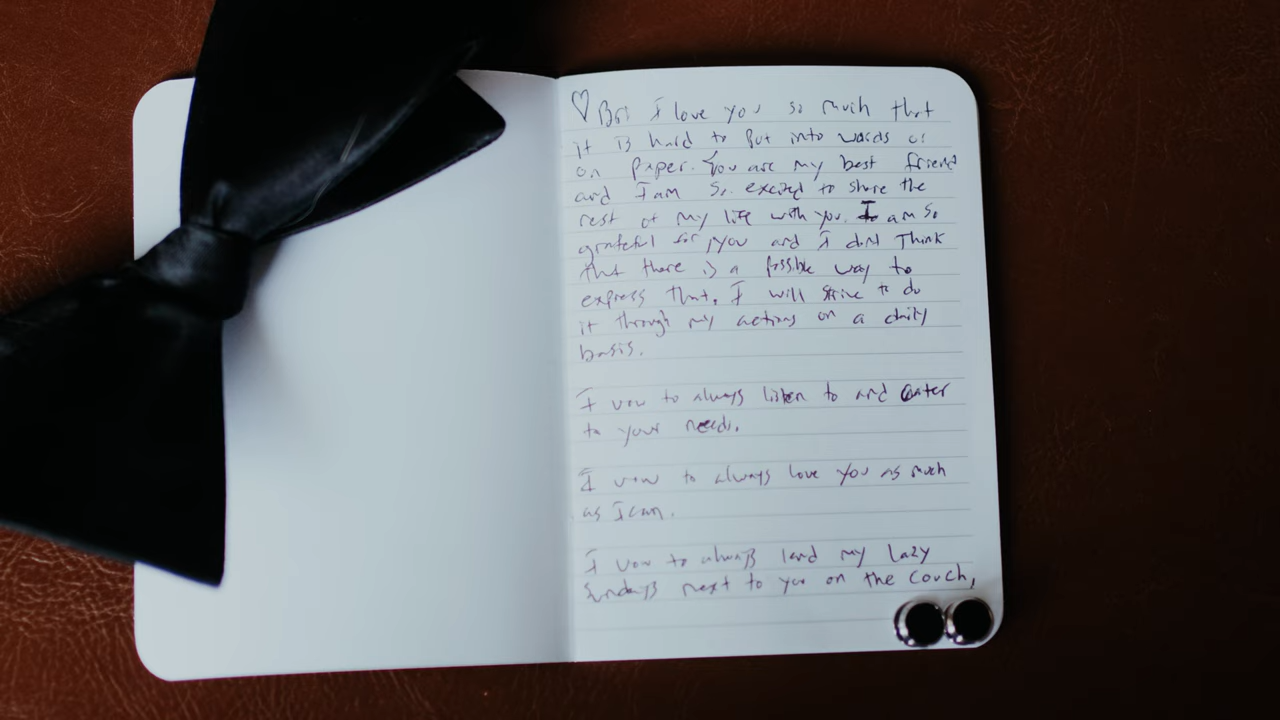 I love you so much that
it is hard to put into words or
on paper. You are my best friend
and I am so excited to share the
rest of my life with you. I am so
grateful for you and I dont think
that there is a possible way to
express that. I will strive to do
it through my actions on a daily
basis.
I vow to always listen to and cater
to your needs.
I vow to always love you as much
as I can.
I vow to always lend my lazy
sundays next to you on the couch,